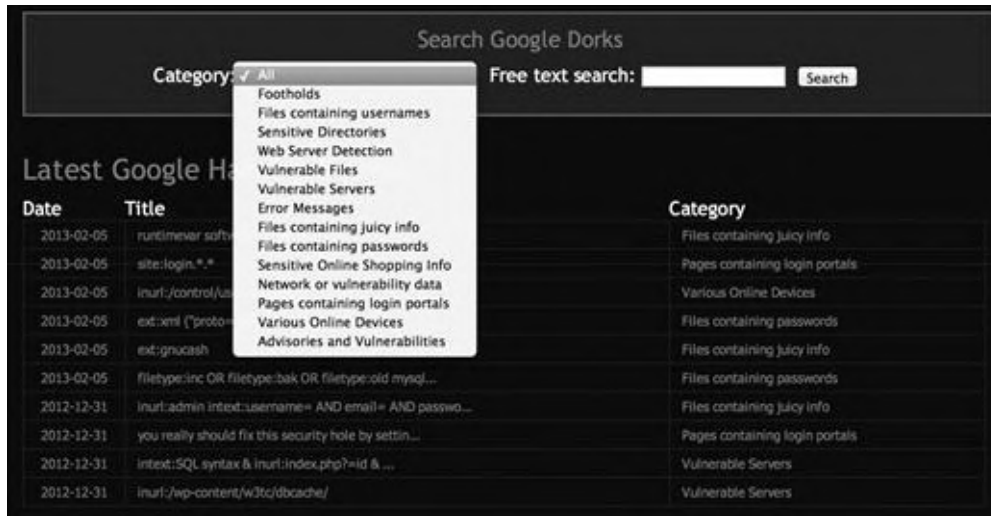 Search Google Dorks
Category: ✓ All
Free text search:
Search
Footholds
Files containing usernames
Sensitive Directories
Web Server Detection
Vulnerable Files
Vulnerable Servers
Error Messages
Files containing juicy info
Files containing passwords
Sensitive Online Shopping Info
Network or vulnerability data
Pages containing login portals
Various Online Devices
Advisories and Vulnerabilities
Latest Google Ha
Date Title Category
2013-02-05 runtimevar softw Files containing juicy info
2013-02-05 site:login.*.* Pages containing login portals
2013-02-05 inurl:/control/us Various Online Devices
2013-02-05 ext:xml ("proto= Files containing passwords
2013-02-05 ext:gnucash Files containing juicy info
2013-02-05 filetype:inc OR filetype:bak OR filetype:old mysql... Files containing passwords
2012-12-31 inurl:admin intext:username= AND email= AND passwo... Files containing juicy info
2012-12-31 you really should fix this security hole by settin... Pages containing login portals
2012-12-31 intext:SQL syntax & inurl:index.php?=id & ... Vulnerable Servers
2012-12-31 inurl:/wp-content/w3tc/dbcache/ Vulnerable Servers